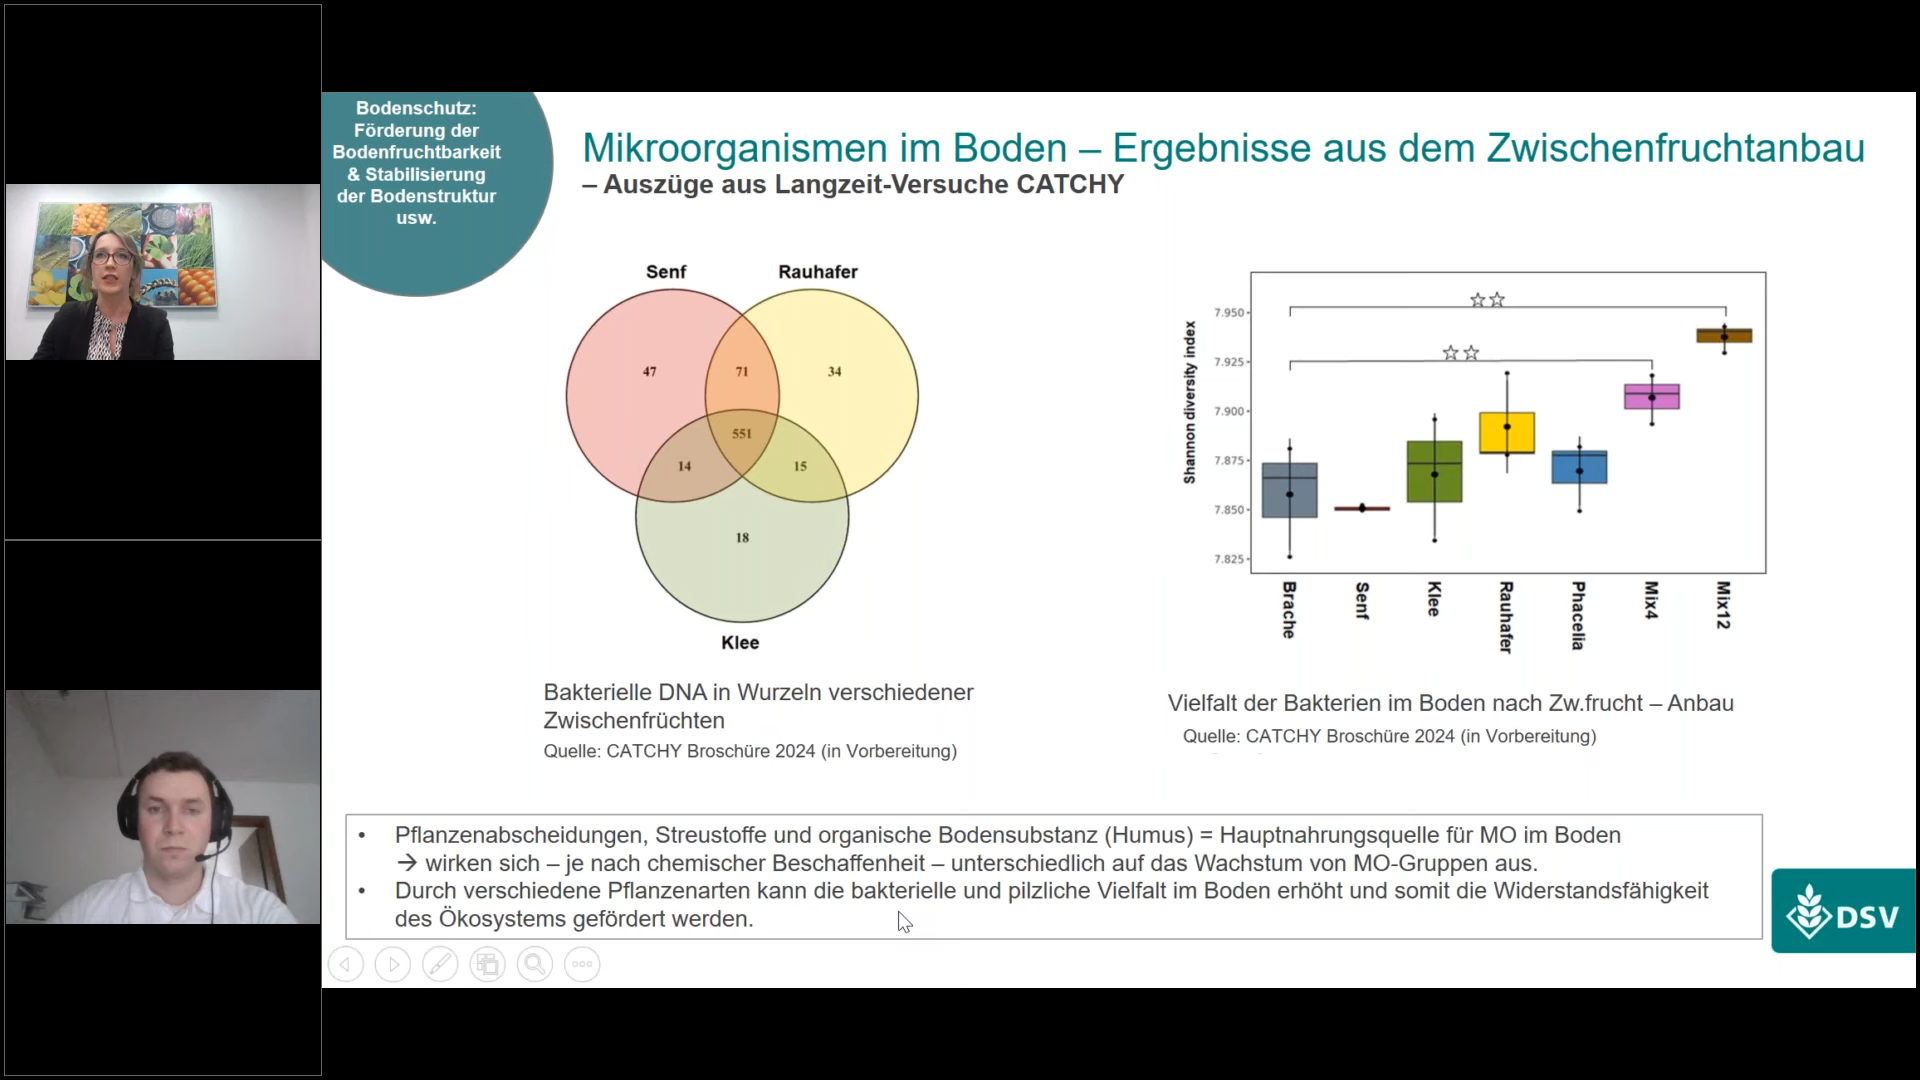 Bodenschutz:
Förderung der
Bodenfruchtbarkeit
& Stabilisierung
der Bodenstruktur
usw.
Mikroorganismen im Boden – Ergebnisse aus dem Zwischenfruchtanbau
– Auszüge aus Langzeit-Versuche CATCHY
Senf
Rauhafer
47
71
34
551
14
15
18
Klee
Bakterielle DNA in Wurzeln verschiedener
Zwischenfrüchten
Quelle: CATCHY Broschüre 2024 (in Vorbereitung)
Shannon diversity index
7.950
7.925
7.900
7.875
7.850
7.825
Brache
Senf
Klee
Rauhafer
Phacelia
Mix4
Mix12
Vielfalt der Bakterien im Boden nach Zw.frucht – Anbau
Quelle: CATCHY Broschüre 2024 (in Vorbereitung)
• Pflanzenabscheidungen, Streustoffe und organische Bodensubstanz (Humus) = Hauptnahrungsquelle für MO im Boden
→ wirken sich – je nach chemischer Beschaffenheit – unterschiedlich auf das Wachstum von MO-Gruppen aus.
• Durch verschiedene Pflanzenarten kann die bakterielle und pilzliche Vielfalt im Boden erhöht und somit die Widerstandsfähigkeit
des Ökosystems gefördert werden.
DSV